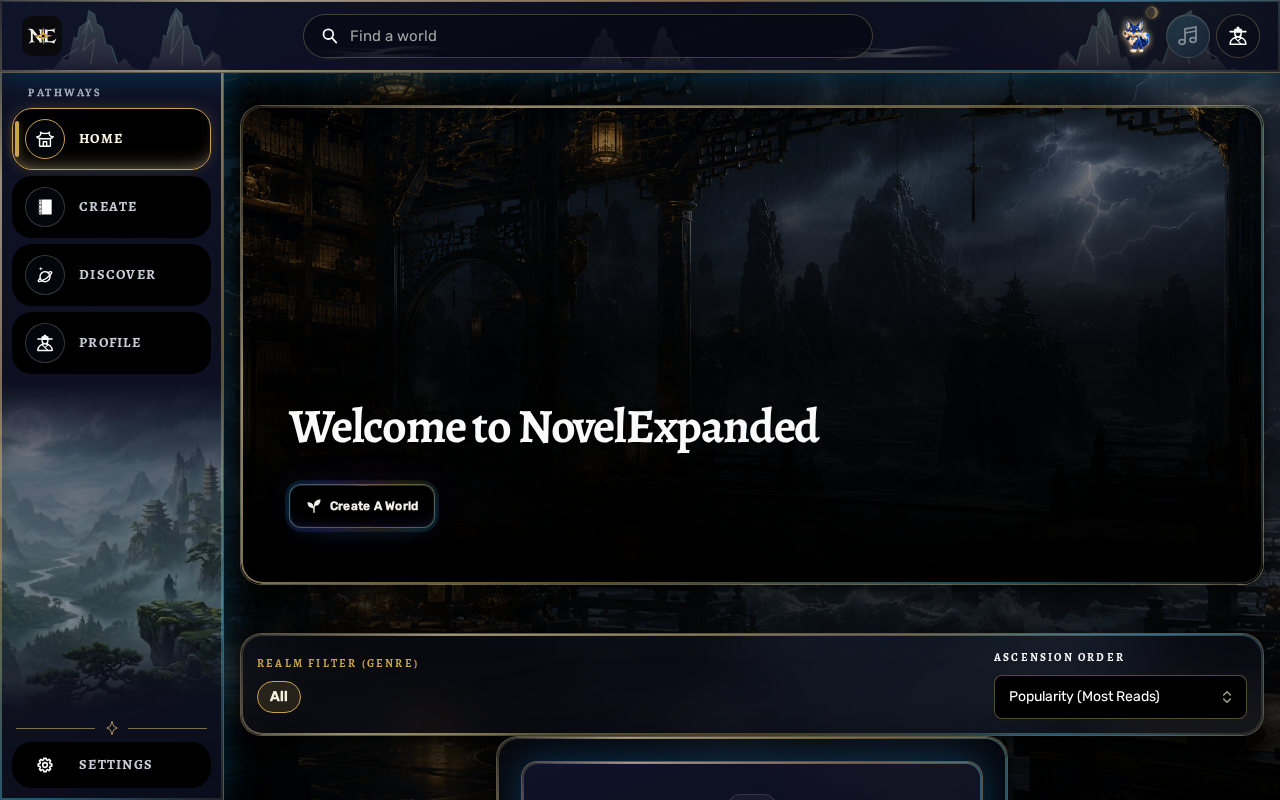 NE
Find a world
PATHWAYS
HOME
CREATE
DISCOVER
PROFILE
SETTINGS
Welcome to NovelExpanded
Create A World
REALM FILTER (GENRE)
All
ASCENSION ORDER
Popularity (Most Reads)